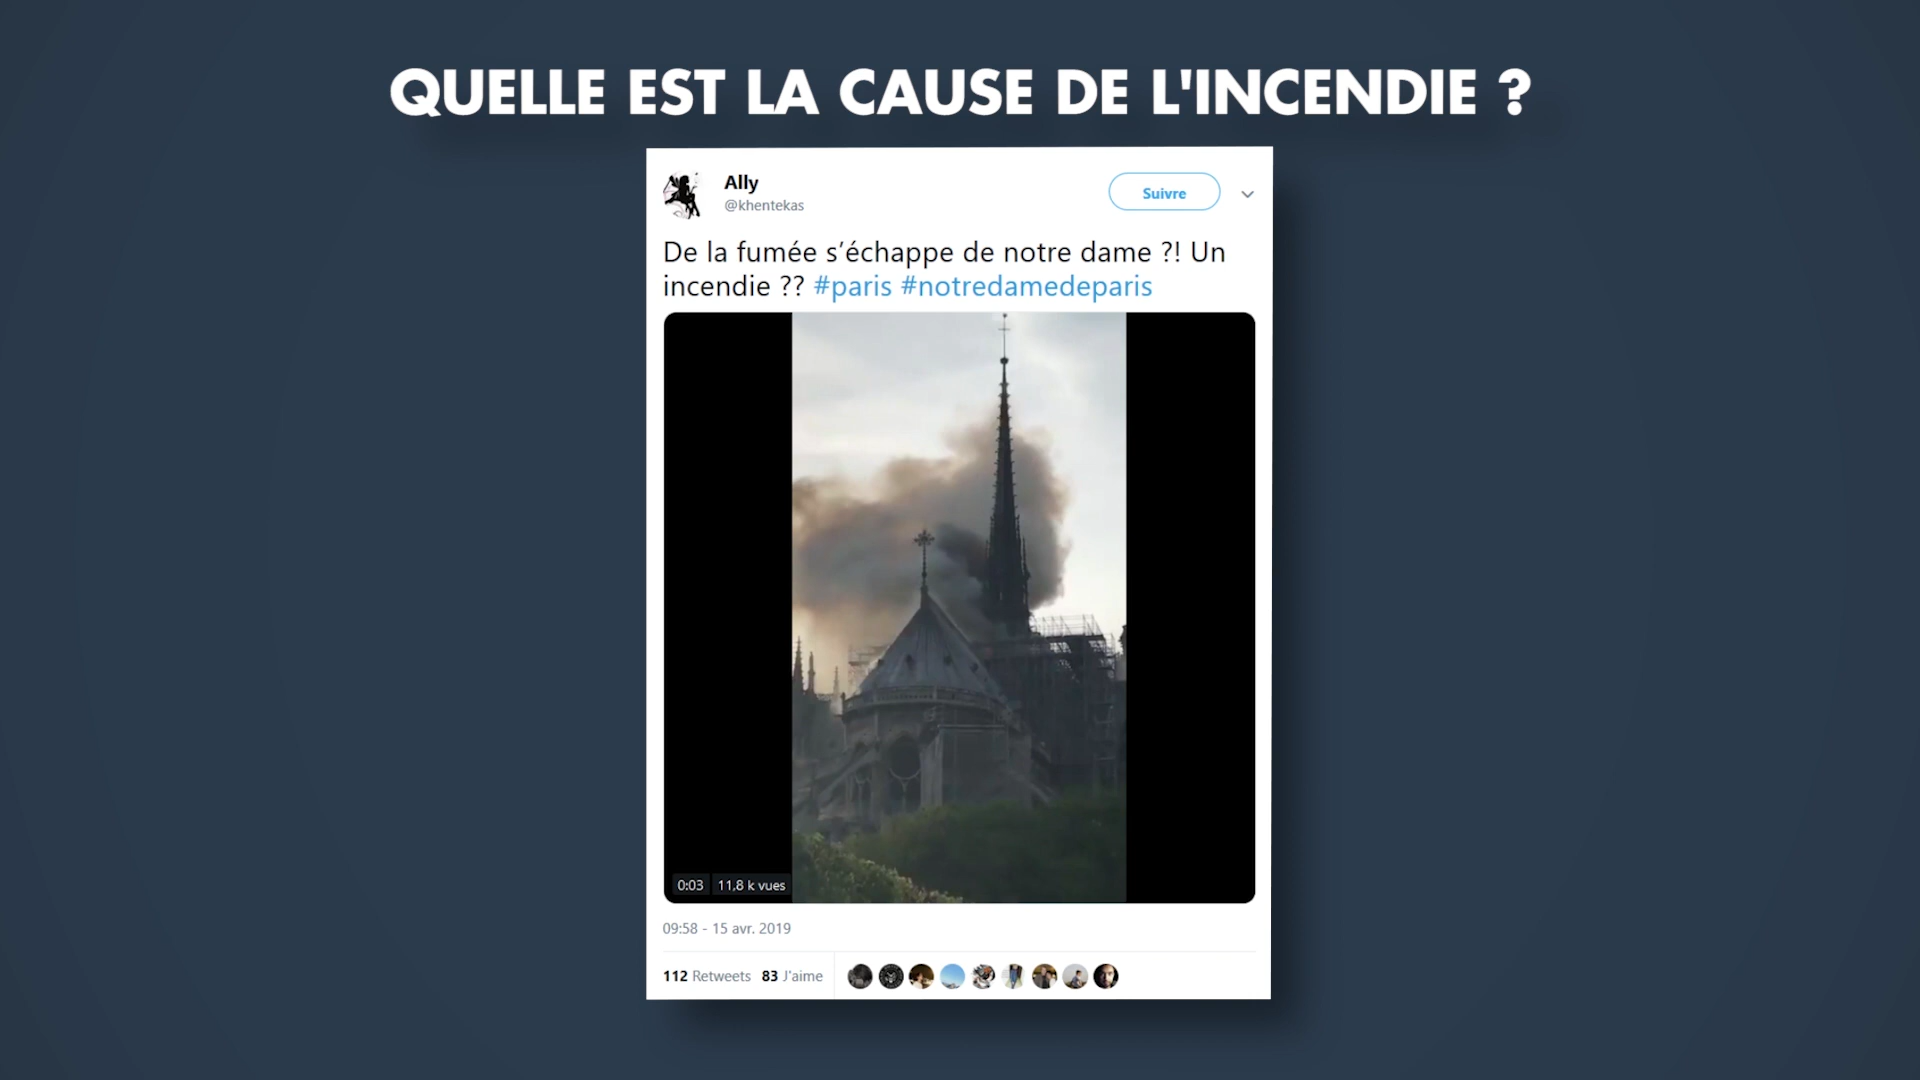 QUELLE EST LA CAUSE DE L'INCENDIE ?
Ally
@khentekas
Suivre
De la fumée s’échappe de notre dame ?! Un
incendie ?? #paris #notredamedeparis
0:03 11,8 k vues
09:58 - 15 avr. 2019
112 Retweets 83 J'aime